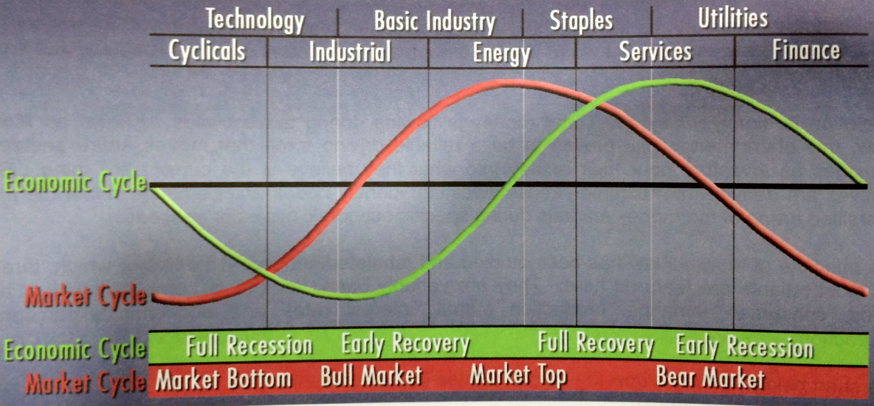 Technology Basic Industry Staples Utilities
Cyclicals Industrial Energy Services Finance
Economic Cycle
Market Cycle
Economic Cycle Full Recession Early Recovery Full Recovery Early Recession
Market Cycle Market Bottom Bull Market Market Top Bear Market